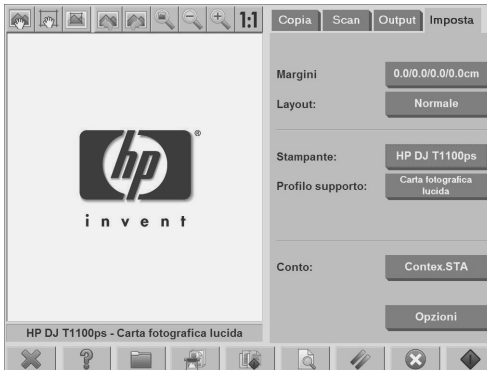 1:1
Copia Scan Output Imposta
Margini 0.0/0.0/0.0/0.0cm
Layout: Normale
hp ®
invent
Stampante: HP DJ T1100ps
Profilo supporto: Carta fotografica
lucida
Conto: Contex.STA
Opzioni
HP DJ T1100ps - Carta fotografica lucida
?